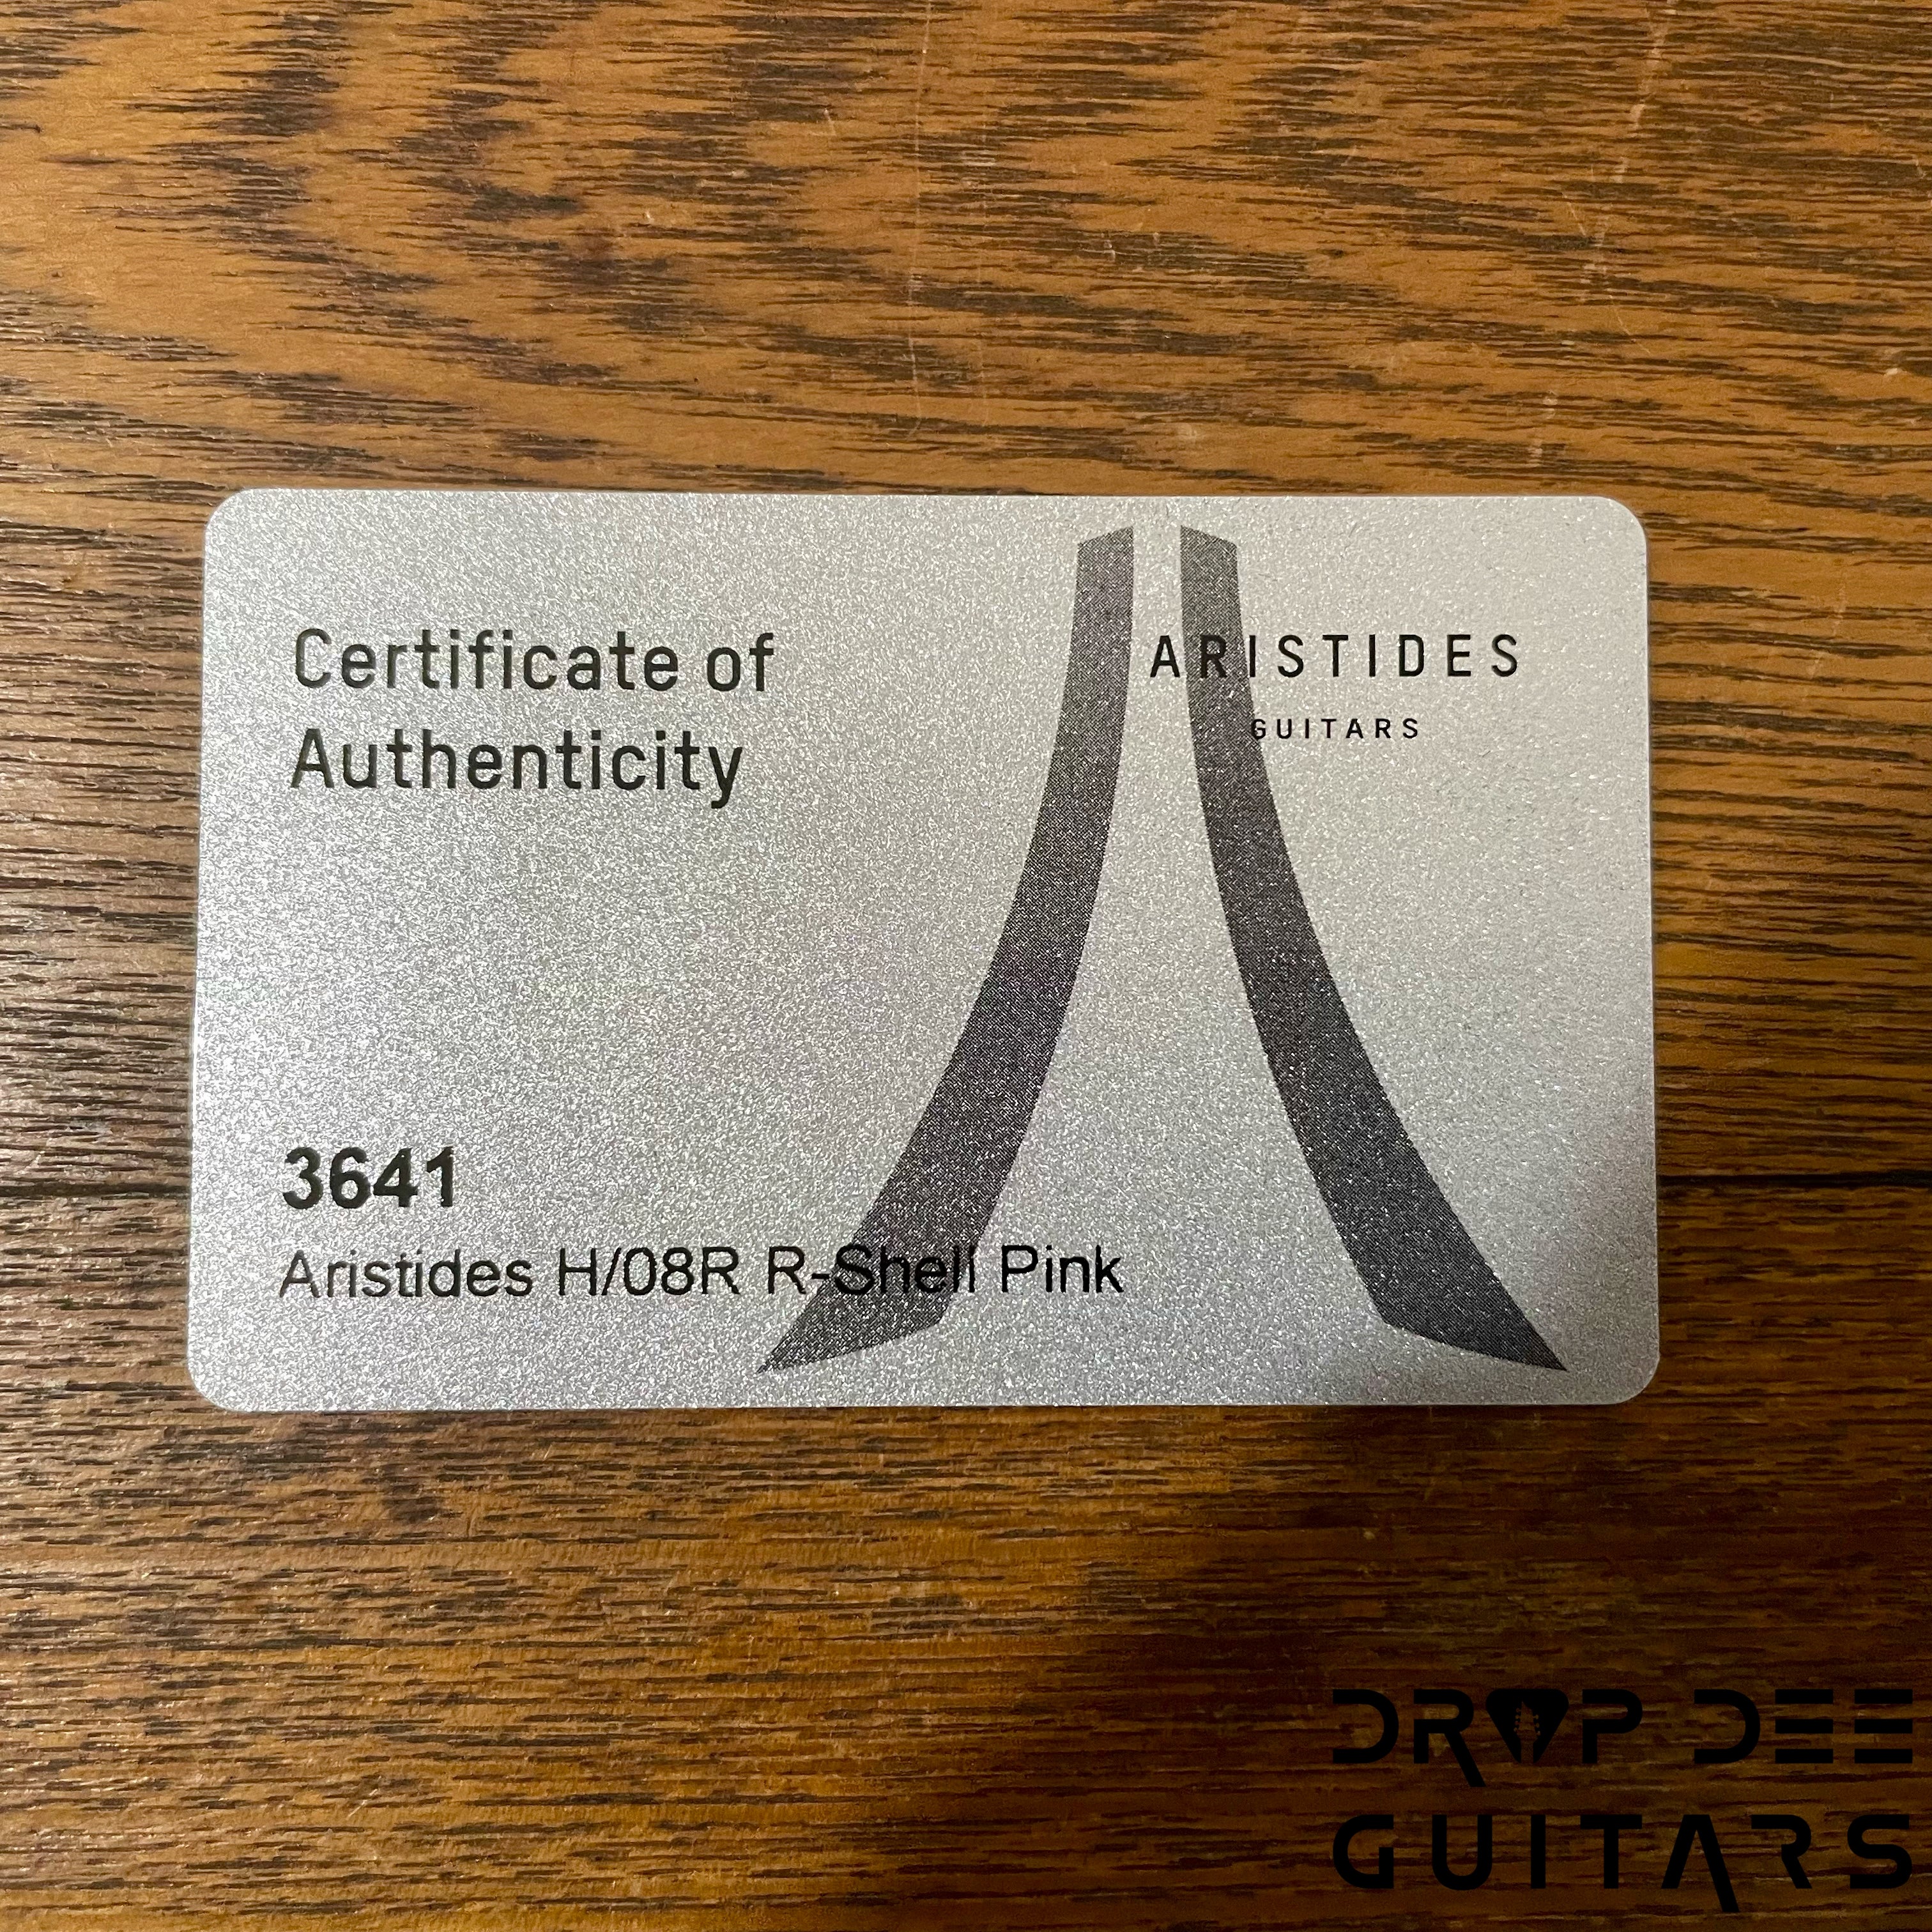 Certificate of
Authenticity
ARISTIDES
GUITARS
3641
Aristides H/08R R-Shell Pink
DROP DEE
GUITARS